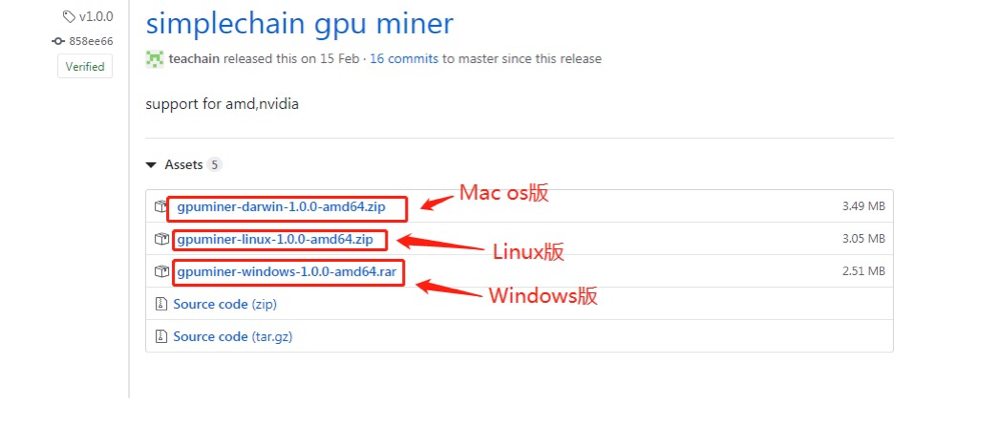 v1.0.0
simplechain gpu miner
858ee66
teachain released this on 15 Feb · 16 commits to master since this release
Verified
support for amd,nvidia
Assets 5
Mac os版
gpuminer-darwin-1.0.0-amd64.zip 3.49 MB
gpuminer-linux-1.0.0-amd64.zip 3.05 MB
Linux版
gpuminer-windows-1.0.0-amd64.rar 2.51 MB
Windows版
Source code (zip)
Source code (tar.gz)